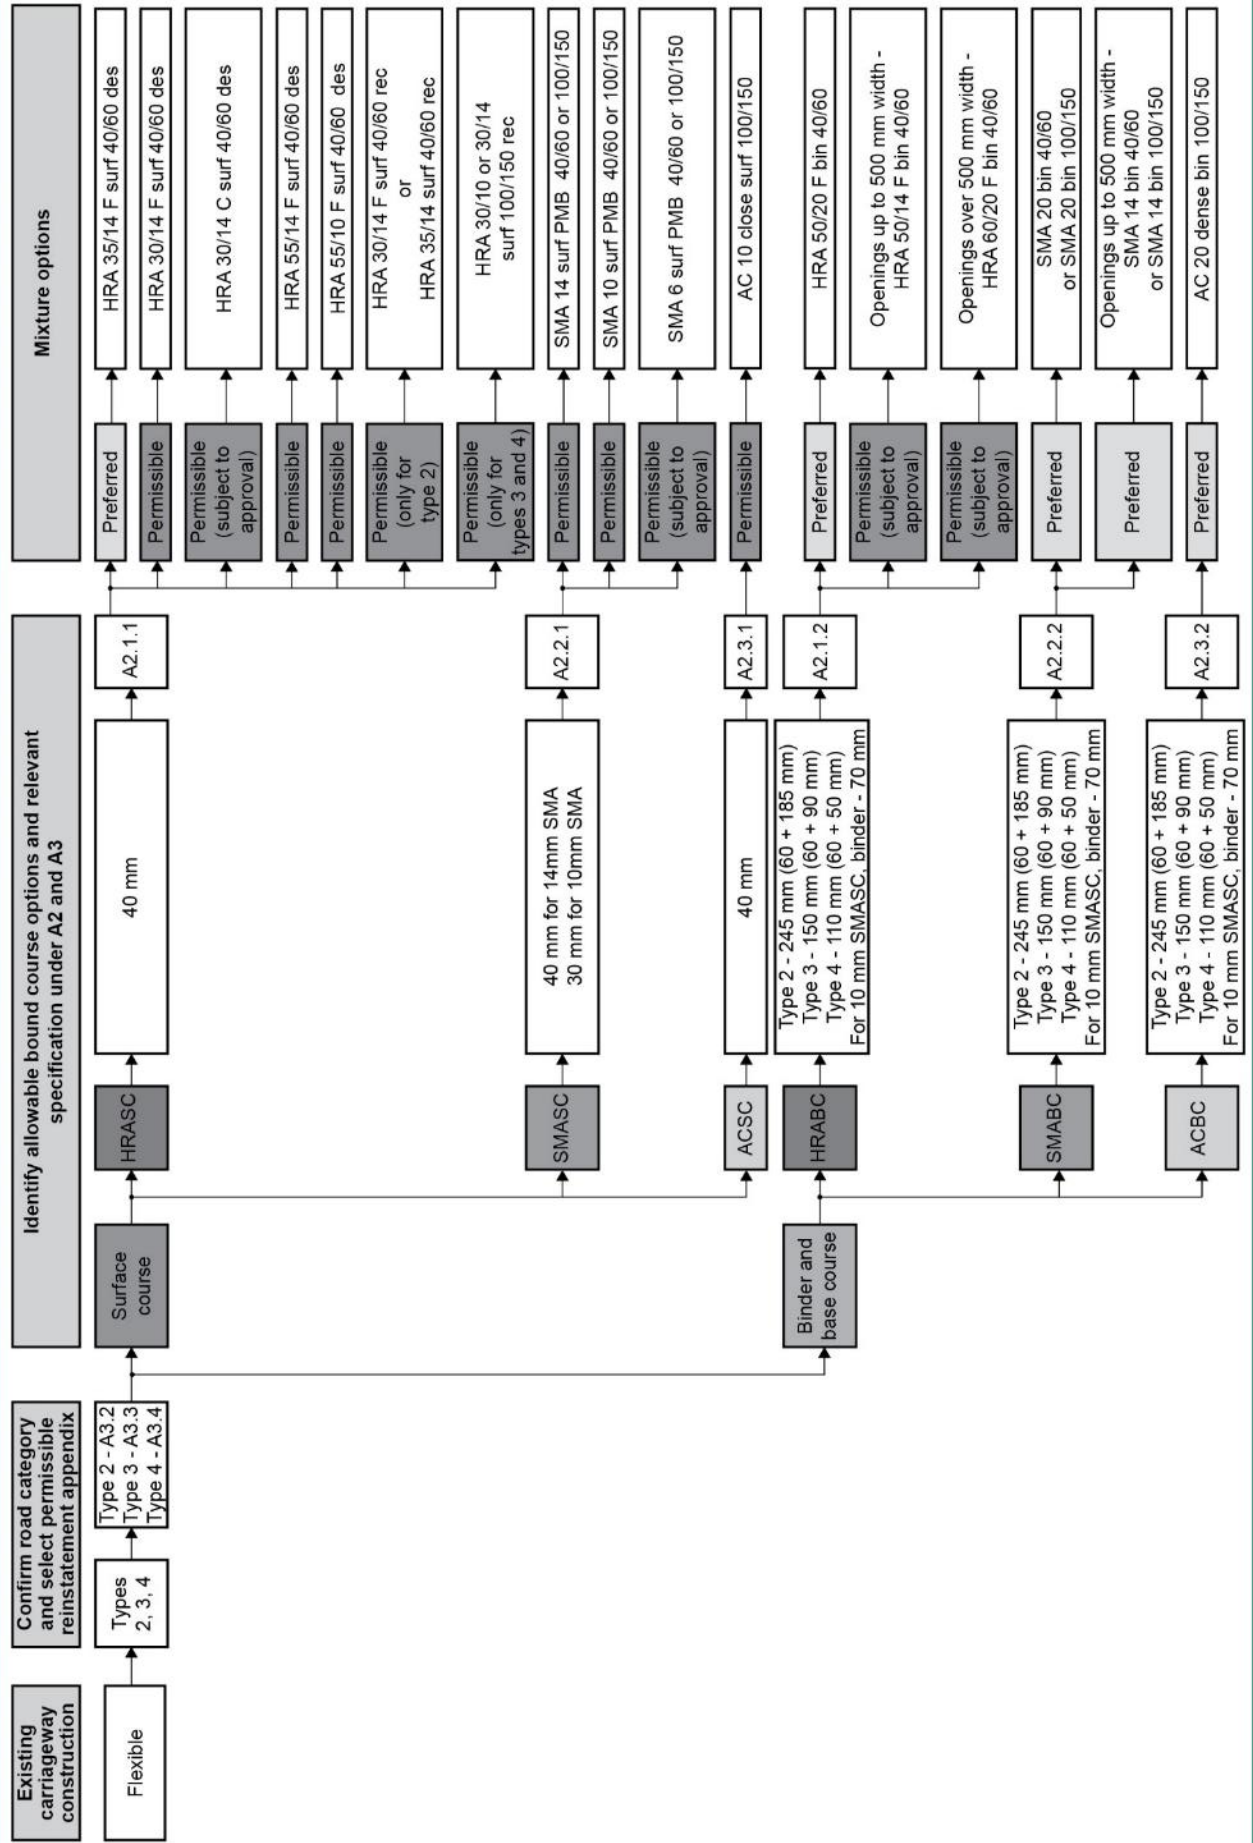 Existing
carriageway
construction
Confirm road category
and select permissible
reinstatement appendix
Identify allowable bound course options and relevant
specification under A2 and A3
Mixture options
Flexible
Types
2, 3, 4
Type 2 - A3.2
Type 3 - A3.3
Type 4 - A3.4
Surface
course
HRASC
40 mm
A2.1.1
Preferred
HRA 35/14 F surf 40/60 des
Permissible
HRA 30/14 F surf 40/60 des
Permissible
(subject to
approval)
HRA 30/14 C surf 40/60 des
Permissible
HRA 55/14 F surf 40/60 des
Permissible
HRA 55/10 F surf 40/60 des
Permissible
(only for
type 2)
HRA 30/14 F surf 40/60 rec
or
HRA 35/14 surf 40/60 rec
Permissible
(only for
types 3 and 4)
HRA 30/10 or 30/14
surf 100/150 rec
SMASC
40 mm for 14mm SMA
30 mm for 10mm SMA
A2.2.1
Permissible
SMA 14 surf PMB 40/60 or 100/150
Permissible
SMA 10 surf PMB 40/60 or 100/150
Permissible
(subject to
approval)
SMA 6 surf PMB 40/60 or 100/150
ACSC
40 mm
A2.3.1
Permissible
AC 10 close surf 100/150
Binder and
base course
HRABC
Type 2 - 245 mm (60 + 185 mm)
Type 3 - 150 mm (60 + 90 mm)
Type 4 - 110 mm (60 + 50 mm)
For 10 mm SMASC, binder - 70 mm
A2.1.2
Preferred
HRA 50/20 F bin 40/60
Permissible
(subject to
approval)
Openings up to 500 mm width -
HRA 50/14 F bin 40/60
Permissible
(subject to
approval)
Openings over 500 mm width -
HRA 60/20 F bin 40/60
SMABC
Type 2 - 245 mm (60 + 185 mm)
Type 3 - 150 mm (60 + 90 mm)
Type 4 - 110 mm (60 + 50 mm)
For 10 mm SMASC, binder - 70 mm
A2.2.2
Preferred
SMA 20 bin 40/60
or SMA 20 bin 100/150
Preferred
Openings up to 500 mm width -
SMA 14 bin 40/60
or SMA 14 bin 100/150
ACBC
Type 2 - 245 mm (60 + 185 mm)
Type 3 - 150 mm (60 + 90 mm)
Type 4 - 110 mm (60 + 50 mm)
For 10 mm SMASC, binder - 70 mm
A2.3.2
Preferred
AC 20 dense bin 100/150